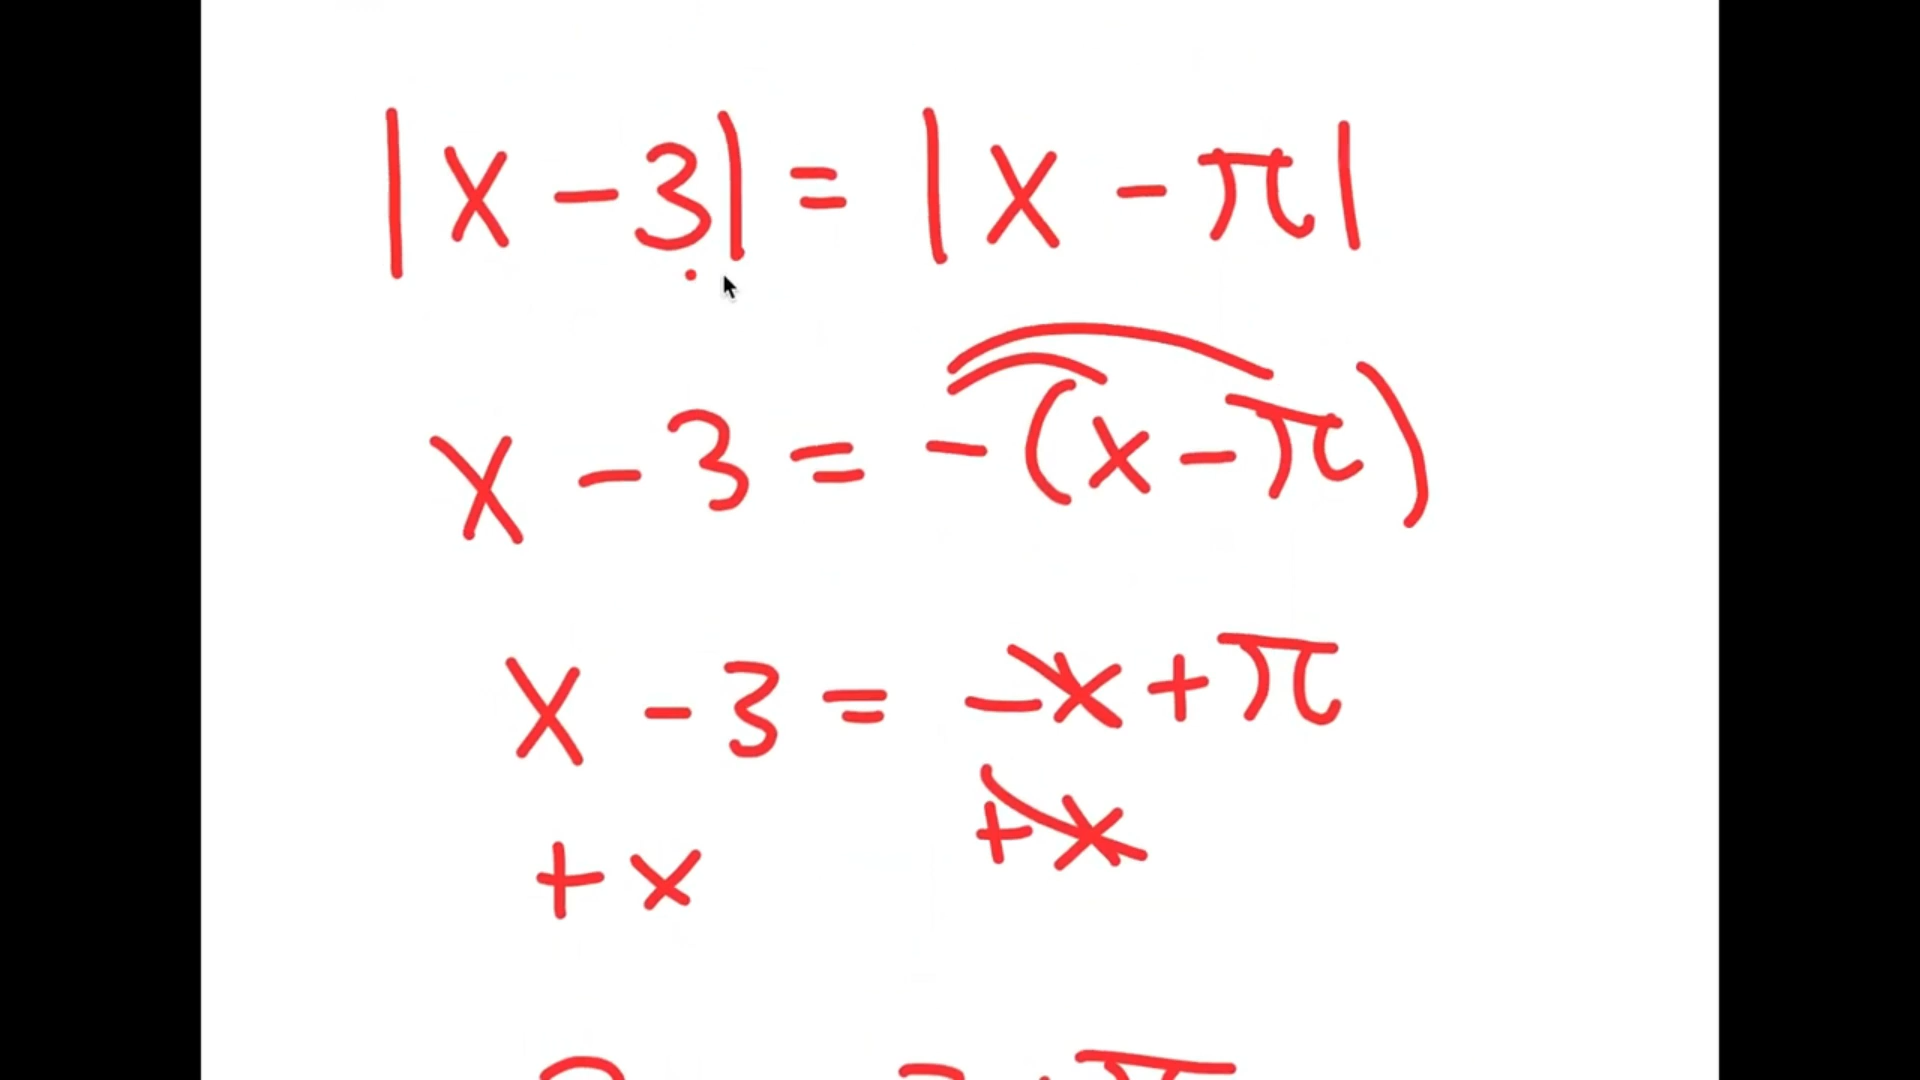 |x - 3| = |x - π|
x - 3 = -(x - π)
x - 3 = -x + π
+x +x